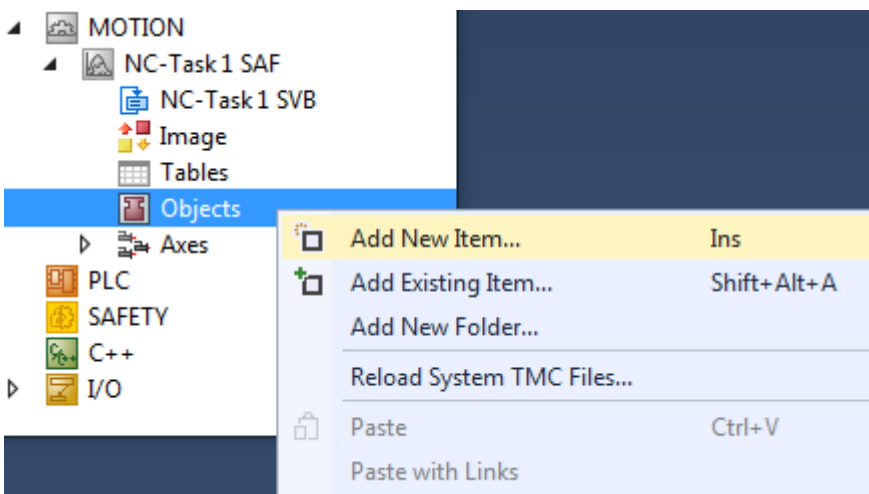 MOTION
NC-Task 1 SAF
NC-Task 1 SVB
Image
Tables
Objects
Add New Item... Ins
Axes
Add Existing Item... Shift+Alt+A
PLC
Add New Folder...
SAFETY
C++
Reload System TMC Files...
I/O
Paste Ctrl+V
Paste with Links